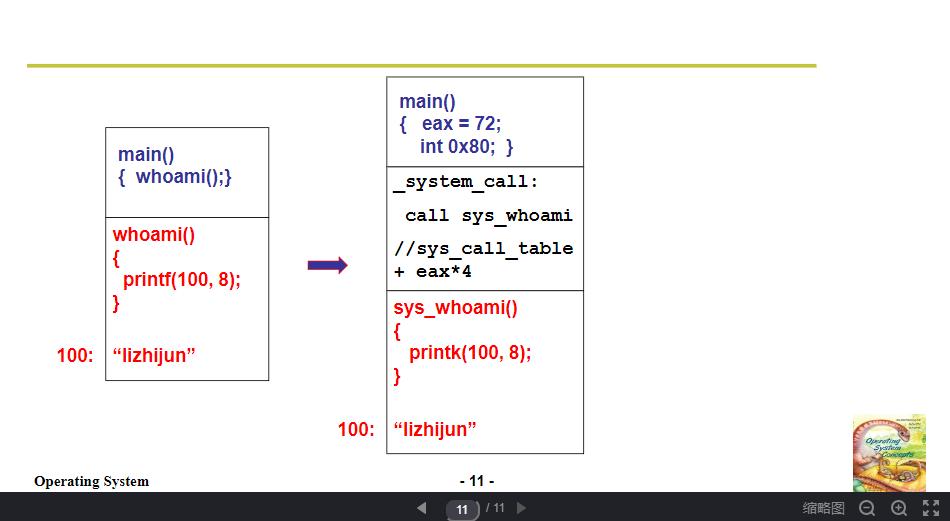 main()
{ whoami();}
whoami()
{
printf(100, 8);
}
100: “lizhijun”
main()
{ eax = 72;
int 0x80; }
_system_call:
call sys_whoami
//sys_call_table
+ eax*4
sys_whoami()
{
printk(100, 8);
}
100: “lizhijun”
Operating
System
Concepts
Operating System
- 11 -
11 / 11
缩略图